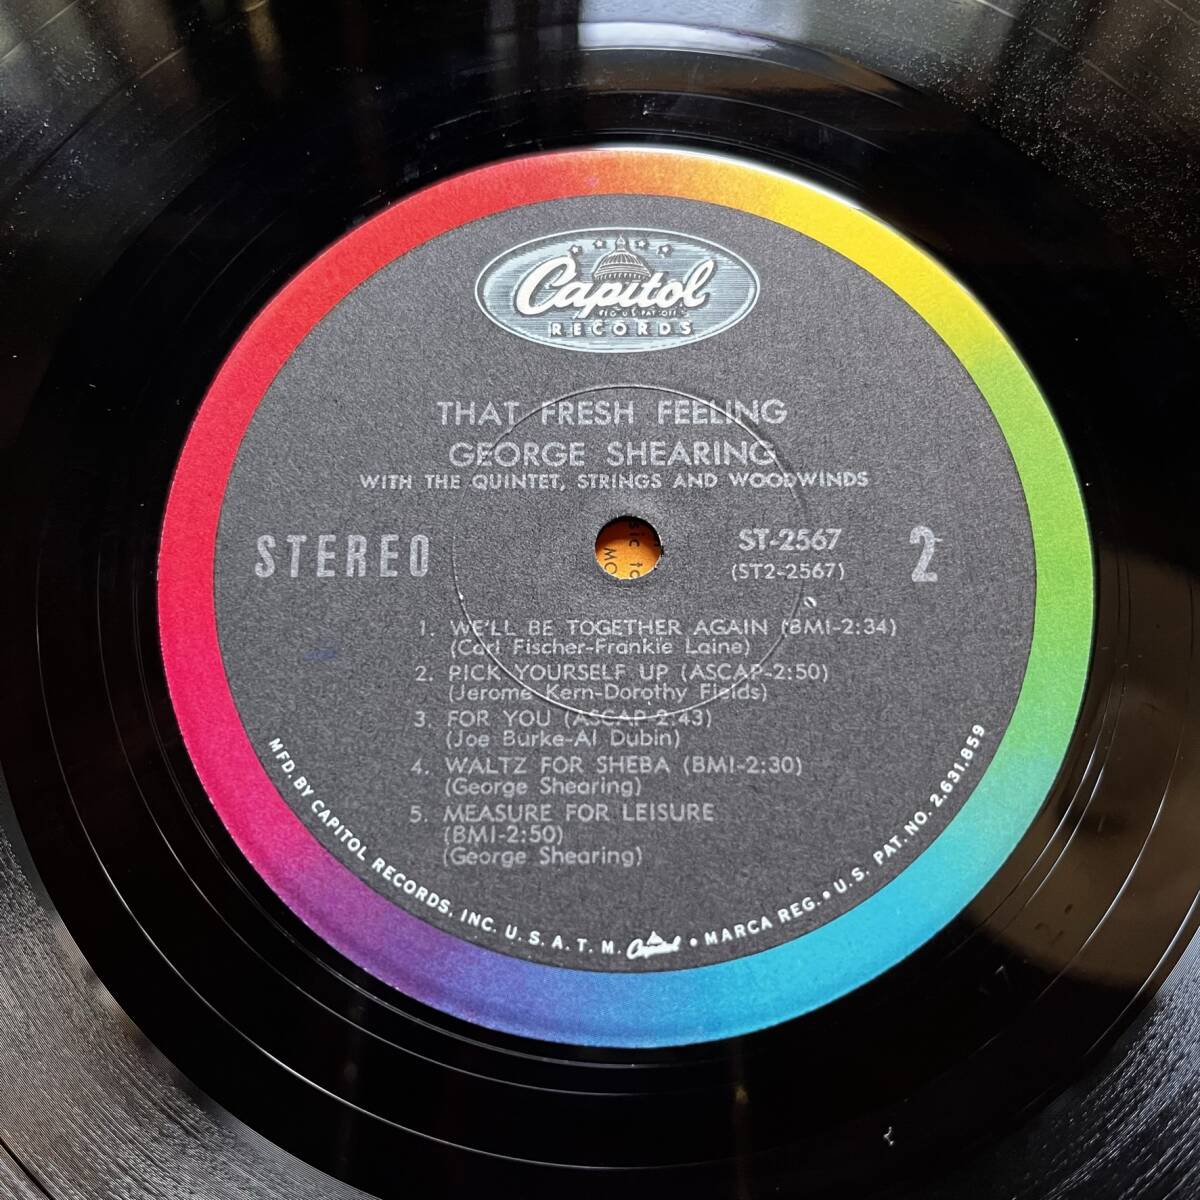 Capitol
REG. U.S. PAT. OFF.
RECORDS
THAT FRESH FEELING
GEORGE SHEARING
WITH THE QUINTET, STRINGS AND WOODWINDS
STEREO
ST-2567
(ST2-2567)
2
1. WE'LL BE TOGETHER AGAIN (BMI-2:34)
(Carl Fischer-Frankie Laine)
2. PICK YOURSELF UP (ASCAP-2:50)
(Jerome Kern-Dorothy Fields)
3. FOR YOU (ASCAP-2:43)
(Joe Burke-Al Dubin)
4. WALTZ FOR SHEBA (BMI-2:30)
(George Shearing)
5. MEASURE FOR LEISURE
(BMI-2:50)
(George Shearing)
MFD. BY CAPITOL RECORDS, INC. U.S.A. T.M. Capitol • MARCA REG. • U.S. PAT. NO. 2,631,859